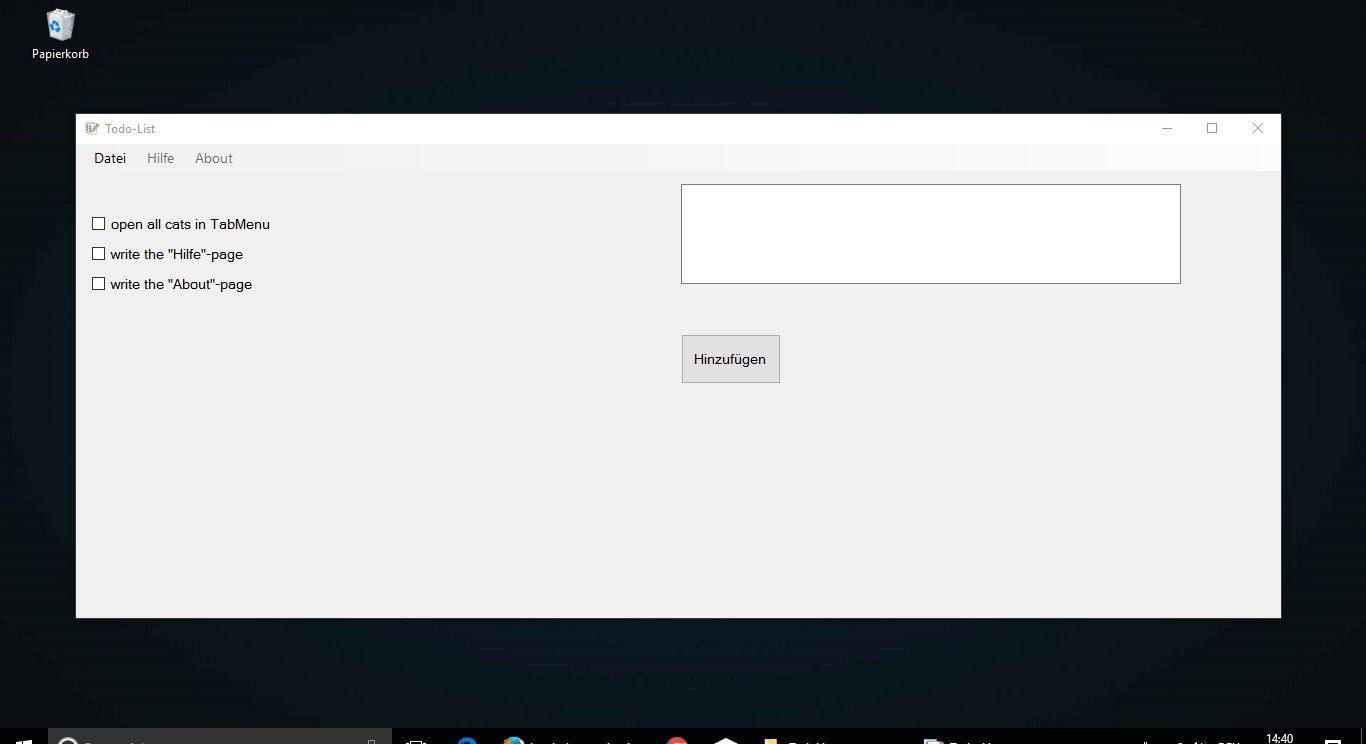 Papierkorb
Todo-List
Datei Hilfe About
open all cats in TabMenu
write the "Hilfe"-page
write the "About"-page
Hinzufügen
14:40